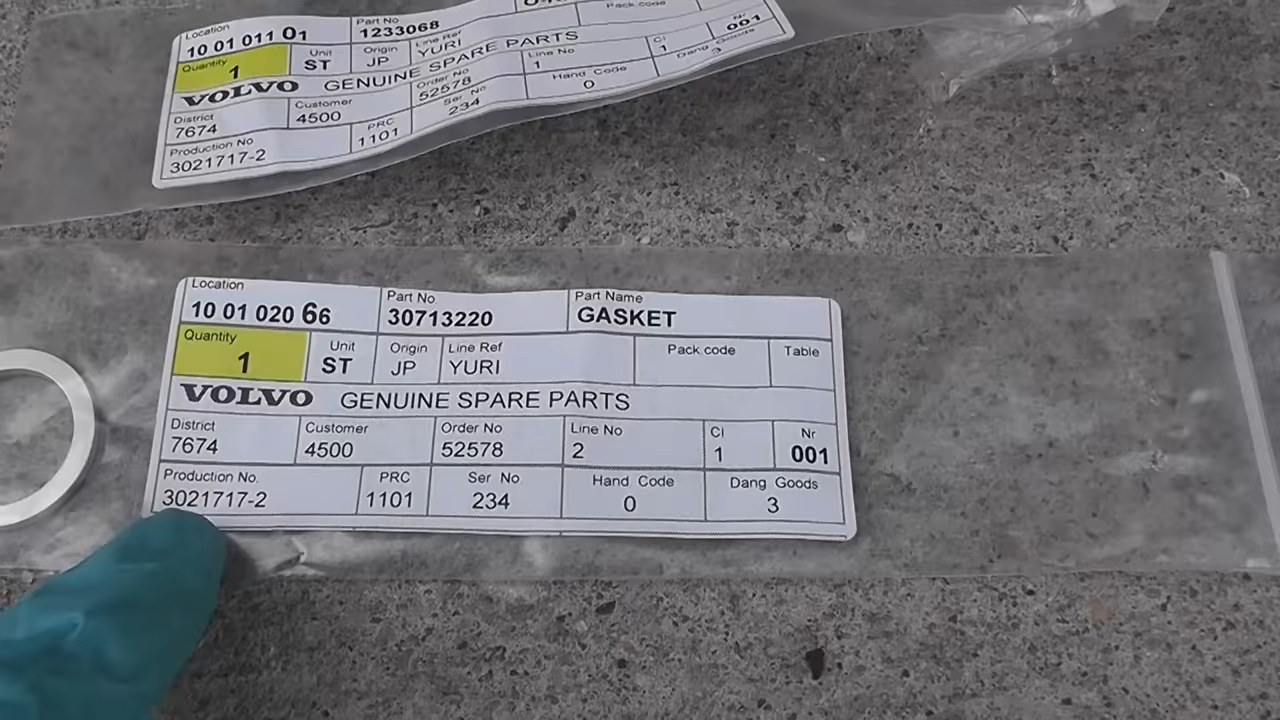 Location Part No Pack code Nr
10 01 011 01 1233068 001
Quantity Unit Origin Line Ref Line No Cl Dang Goods
1 ST JP YURI 1 1 3
VOLVO GENUINE SPARE PARTS
District Customer Order No Hand Code
7674 4500 52578 0
Production No PRC Ser No
3021717-2 1101 234
Location Part No. Part Name
10 01 020 66 30713220 GASKET
Quantity Unit Origin Line Ref Pack code Table
1 ST JP YURI
VOLVO GENUINE SPARE PARTS
District Customer Order No Line No Cl Nr
7674 4500 52578 2 1 001
Production No. PRC Ser No Hand Code Dang Goods
3021717-2 1101 234 0 3